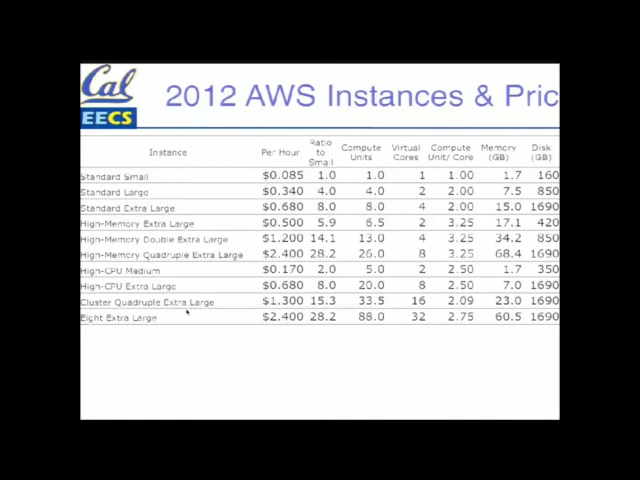 Cal
EECS
2012 AWS Instances & Pric
Instance Per Hour Ratio to Small Compute Units Virtual Cores Compute Unit/ Core Memory (GB) Disk (GB)
Standard Small $0.085 1.0 1.0 1 1.00 1.7 160
Standard Large $0.340 4.0 4.0 2 2.00 7.5 850
Standard Extra Large $0.680 8.0 8.0 4 2.00 15.0 1690
High-Memory Extra Large $0.500 5.9 6.5 2 3.25 17.1 420
High-Memory Double Extra Large $1.200 14.1 13.0 4 3.25 34.2 850
High-Memory Quadruple Extra Large $2.400 28.2 26.0 8 3.25 68.4 1690
High-CPU Medium $0.170 2.0 5.0 2 2.50 1.7 350
High-CPU Extra Large $0.680 8.0 20.0 8 2.50 7.0 1690
Cluster Quadruple Extra Large $1.300 15.3 33.5 16 2.09 23.0 1690
Eight Extra Large $2.400 28.2 88.0 32 2.75 60.5 1690